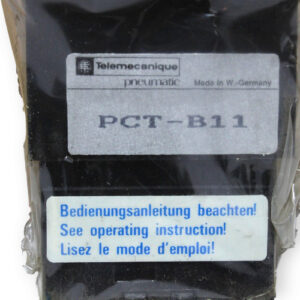 Telemecanique
pneumatic Made in W.-Germany
PCT-B11
Bedienungsanleitung beachten!
See operating instruction!
Lisez le mode d'emploi!